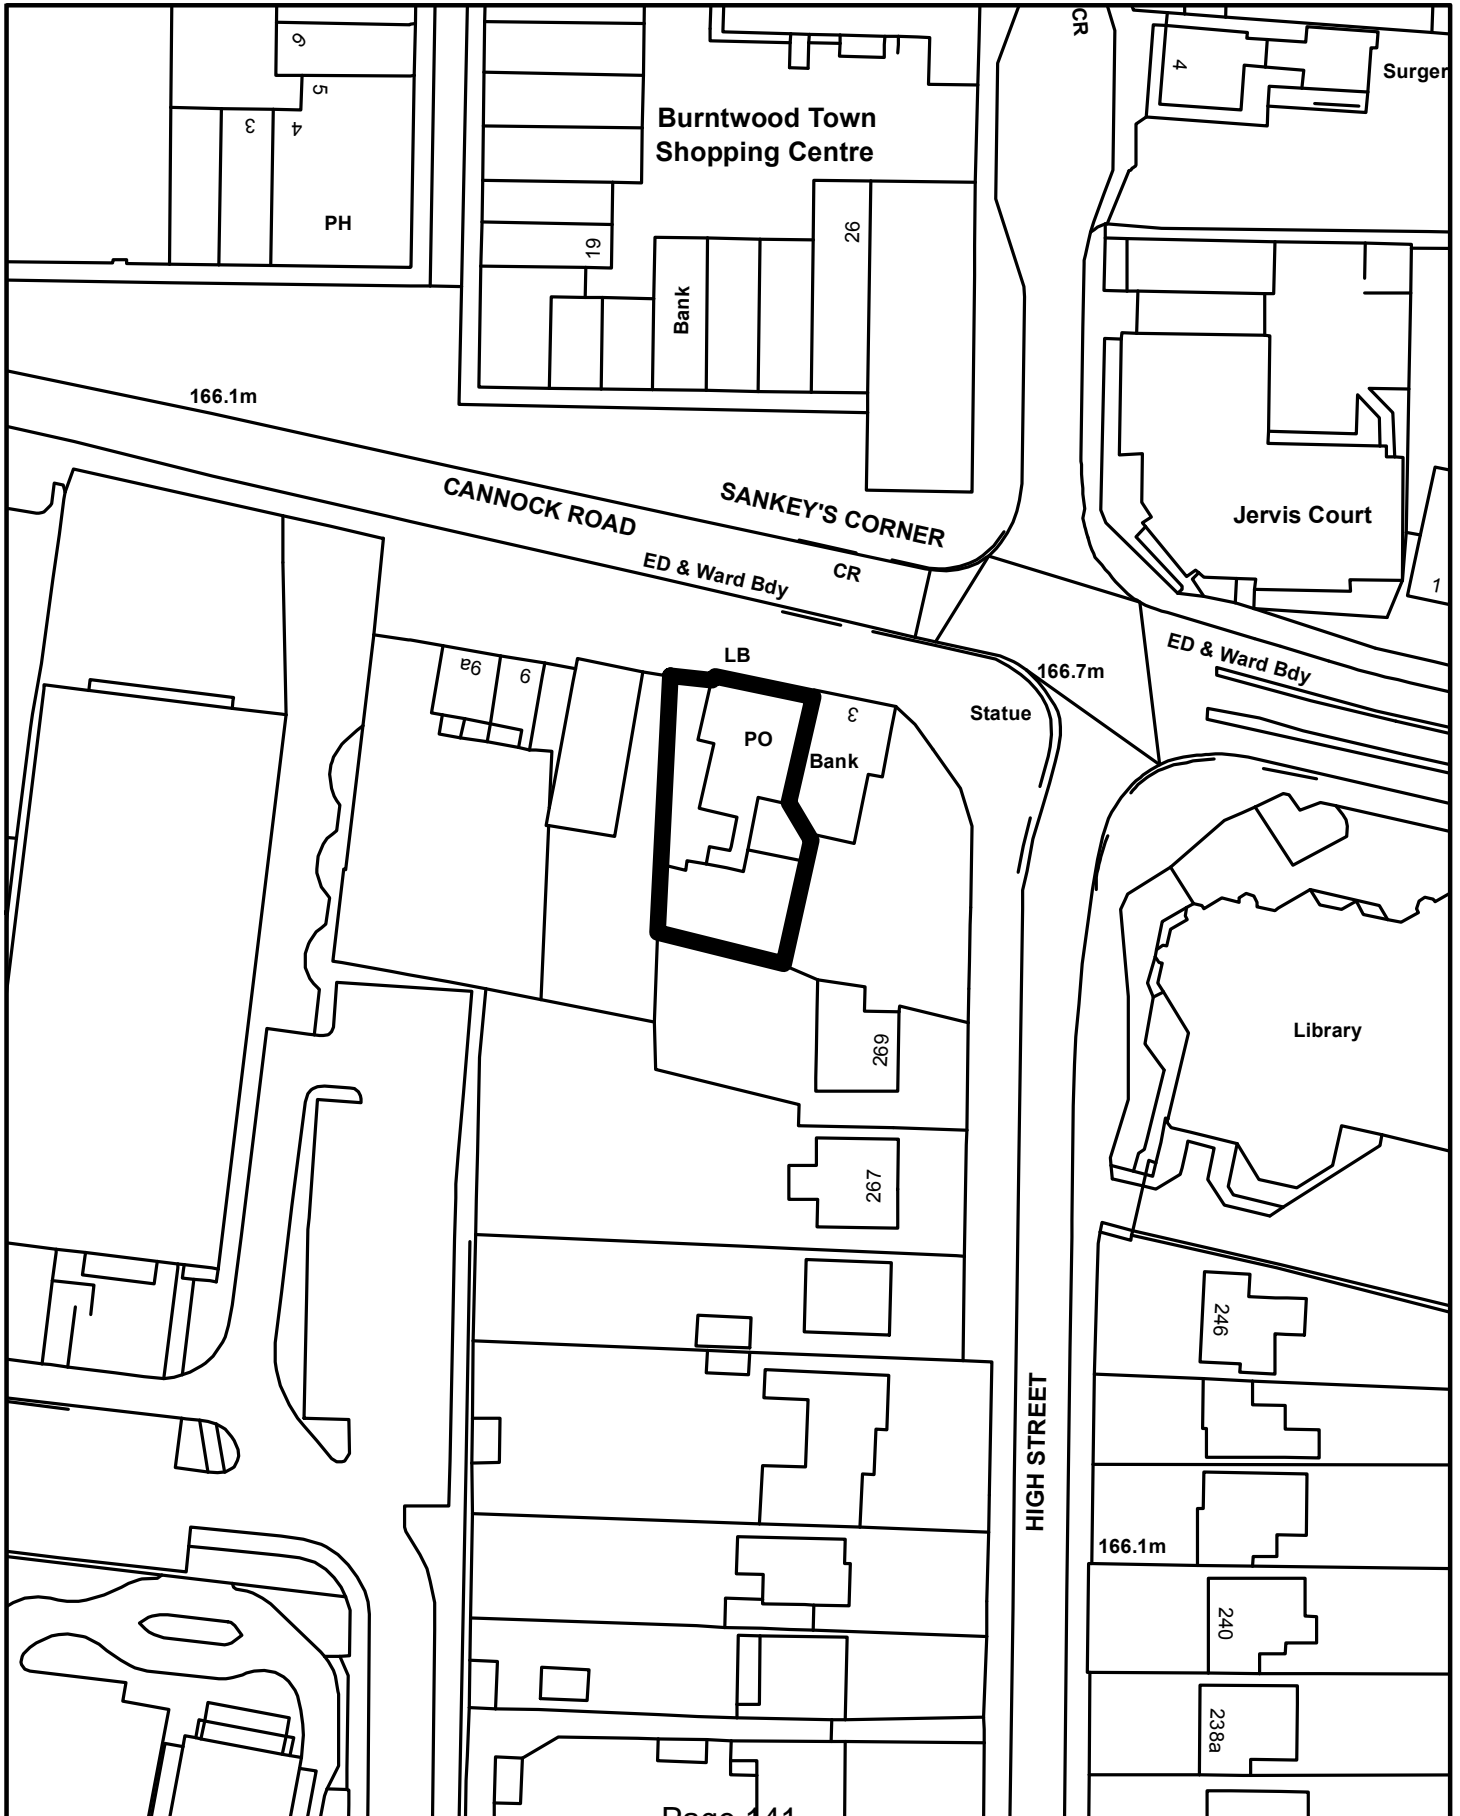 6
5
3
4
PH
Burntwood Town
Shopping Centre
CR
4
Surger
19
26
Bank
166.1m
CANNOCK ROAD
SANKEY'S CORNER
Jervis Court
ED & Ward Bdy
CR
1
LB
ED & Ward Bdy
9a
9
166.7m
Statue
3
PO
Bank
Library
269
267
246
HIGH STREET
166.1m
240
238a
Page 141